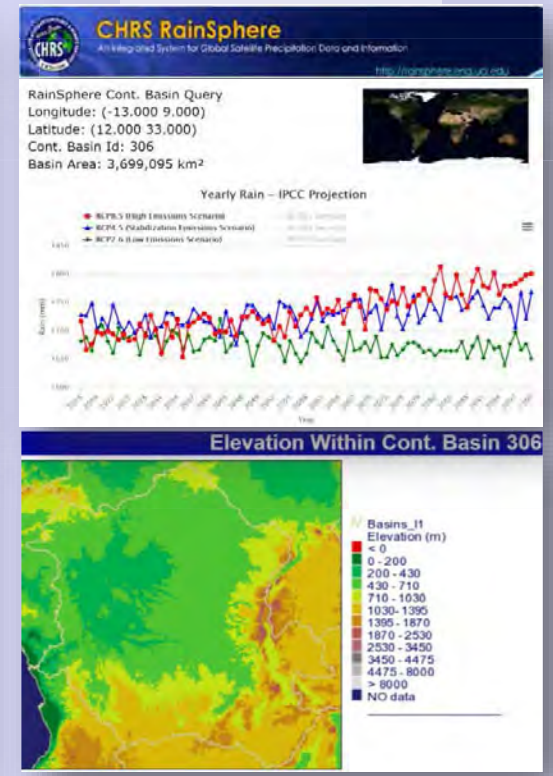 CHRS
CHRS RainSphere
An Integrated System for Global Satellite Precipitation Data and Information
http://rainsphere.eng.uci.edu
RainSphere Cont. Basin Query
Longitude: (-13.000 9.000)
Latitude: (12.000 33.000)
Cont. Basin Id: 306
Basin Area: 3,699,095 km²
Yearly Rain – IPCC Projection
RCP8.5 (High Emissions Scenario)
RCP4.5 (Stabilization Emissions Scenario)
RCP2.6 (Low Emissions Scenario)
Rain (mm)
Year
Elevation Within Cont. Basin 306
Basins_l1
Elevation (m)
< 0
0 - 200
200 - 430
430 - 710
710 - 1030
1030- 1395
1395 - 1870
1870 - 2530
2530 - 3450
3450 - 4475
4475 - 8000
> 8000
NO data